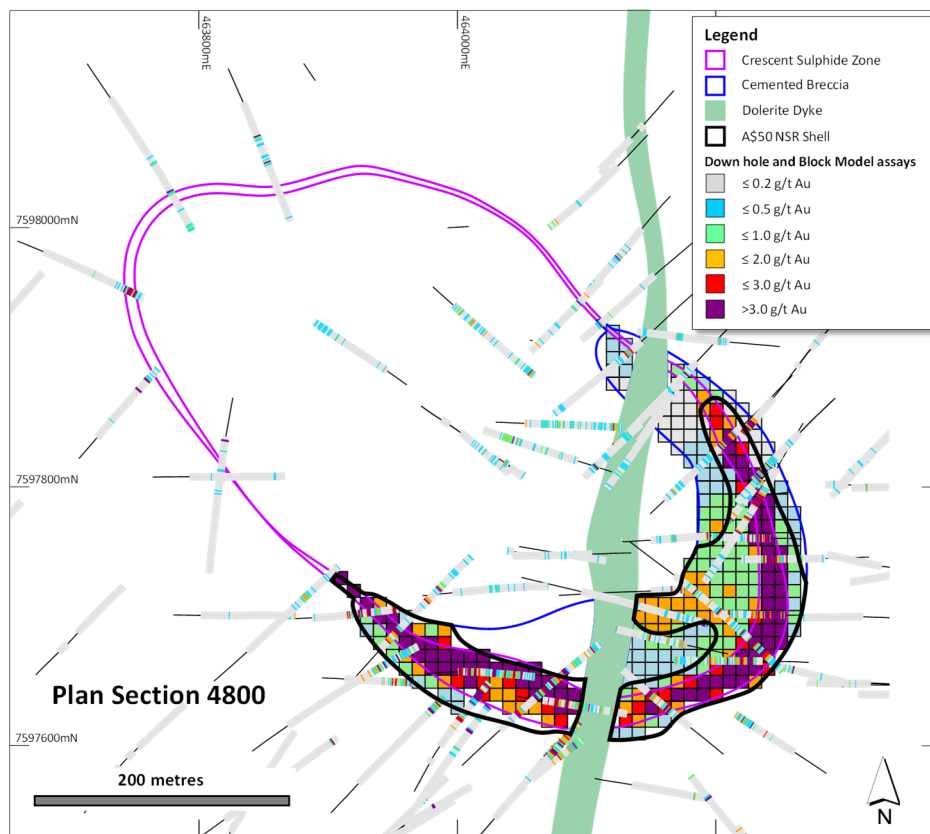 463800mE
464000mE
Legend
Crescent Sulphide Zone
Cemented Breccia
Dolerite Dyke
A$50 NSR Shell
Down hole and Block Model assays
≤ 0.2 g/t Au
≤ 0.5 g/t Au
≤ 1.0 g/t Au
≤ 2.0 g/t Au
≤ 3.0 g/t Au
>3.0 g/t Au
7598000mN
7597800mN
Plan Section 4800
7597600mN
200 metres
N